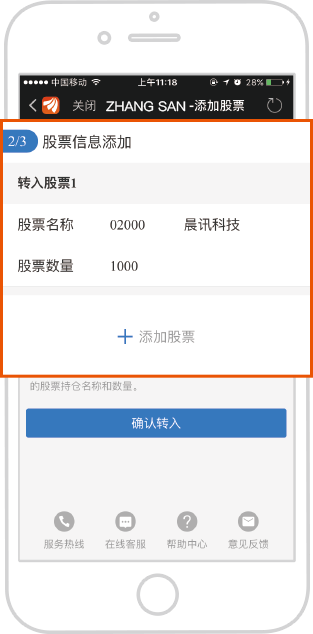 中国移动 上午11:18 28%
关闭 ZHANG SAN -添加股票
2/3 股票信息添加
转入股票1
股票名称 02000 晨讯科技
股票数量 1000
+ 添加股票
的股票持仓名称和数量。
确认转入
服务热线 在线客服 帮助中心 意见反馈